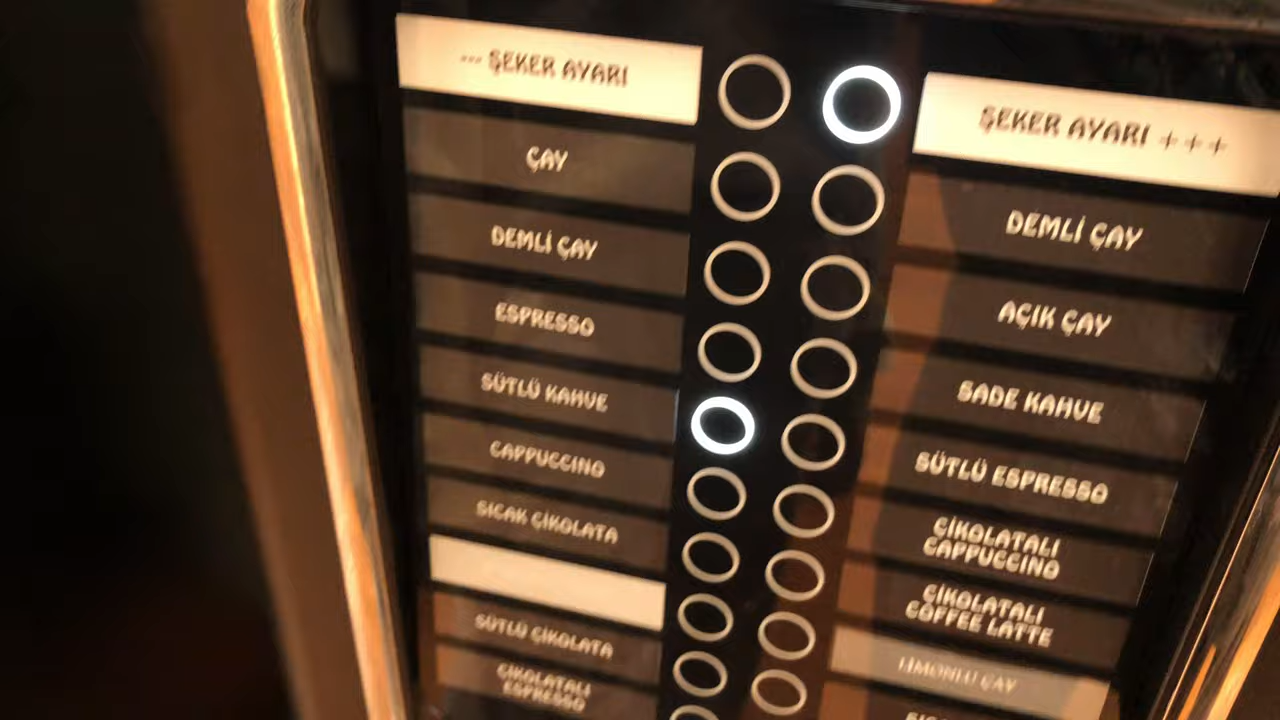 --- ŞEKER AYARI
ÇAY
DEMLİ ÇAY
ESPRESSO
SÜTLÜ KAHVE
CAPPUCCINO
SICAK ÇİKOLATA
SÜTLÜ ÇİKOLATA
ÇİKOLATALI
ESPRESSO
ŞEKER AYARI +++
DEMLİ ÇAY
AÇIK ÇAY
SADE KAHVE
SÜTLÜ ESPRESSO
ÇİKOLATALI
CAPPUCCINO
ÇİKOLATALI
COFFEE LATTE
LİMONLU ÇAY